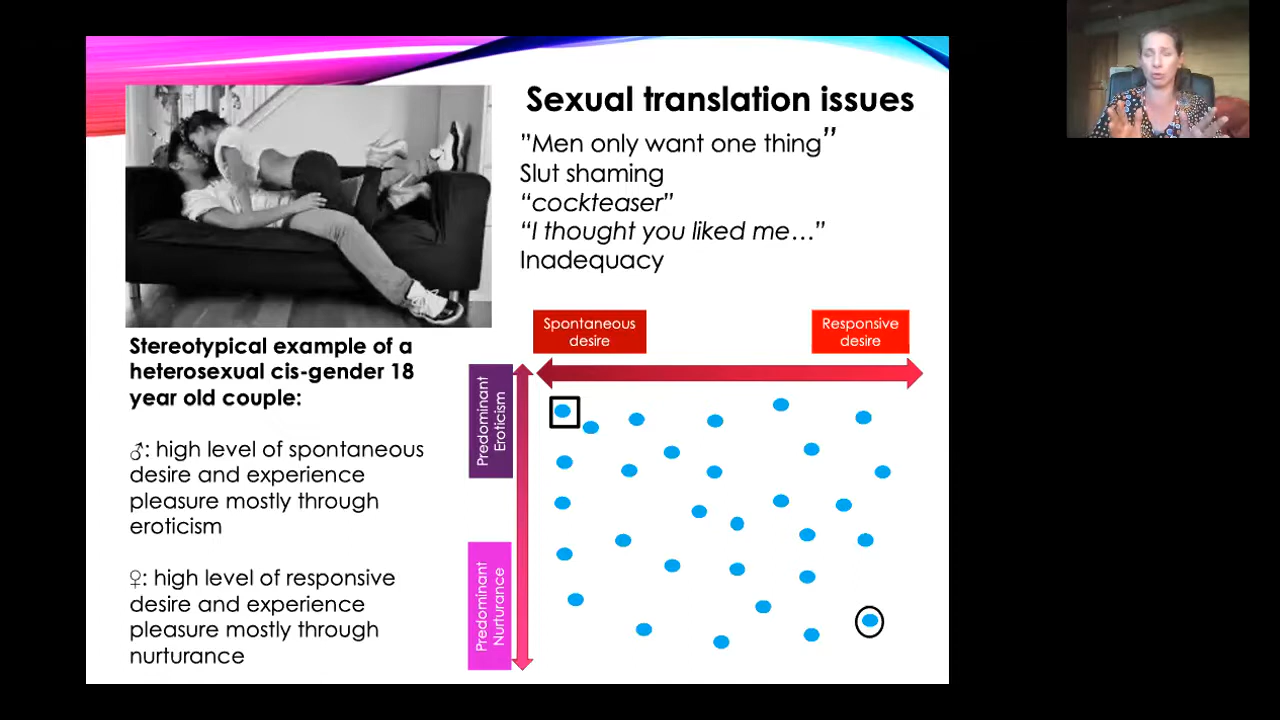 Sexual translation issues
”Men only want one thing”
Slut shaming
“cockteaser”
“I thought you liked me…”
Inadequacy
Stereotypical example of a
heterosexual cis-gender 18
year old couple:
♂: high level of spontaneous
desire and experience
pleasure mostly through
eroticism
♀: high level of responsive
desire and experience
pleasure mostly through
nurturance
Spontaneous
desire
Responsive
desire
Predominant
Eroticism
Predominant
Nurturance